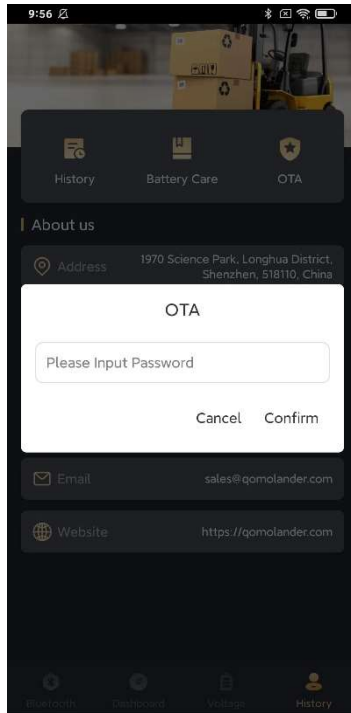 9:56
History
Battery Care
OTA
About us
Address
1970 Science Park, Longhua District,
Shenzhen, 518110, China
OTA
Please Input Password
Cancel
Confirm
Email
sales@qomolander.com
Website
https://qomolander.com
Bluetooth
Dashboard
Voltage
History